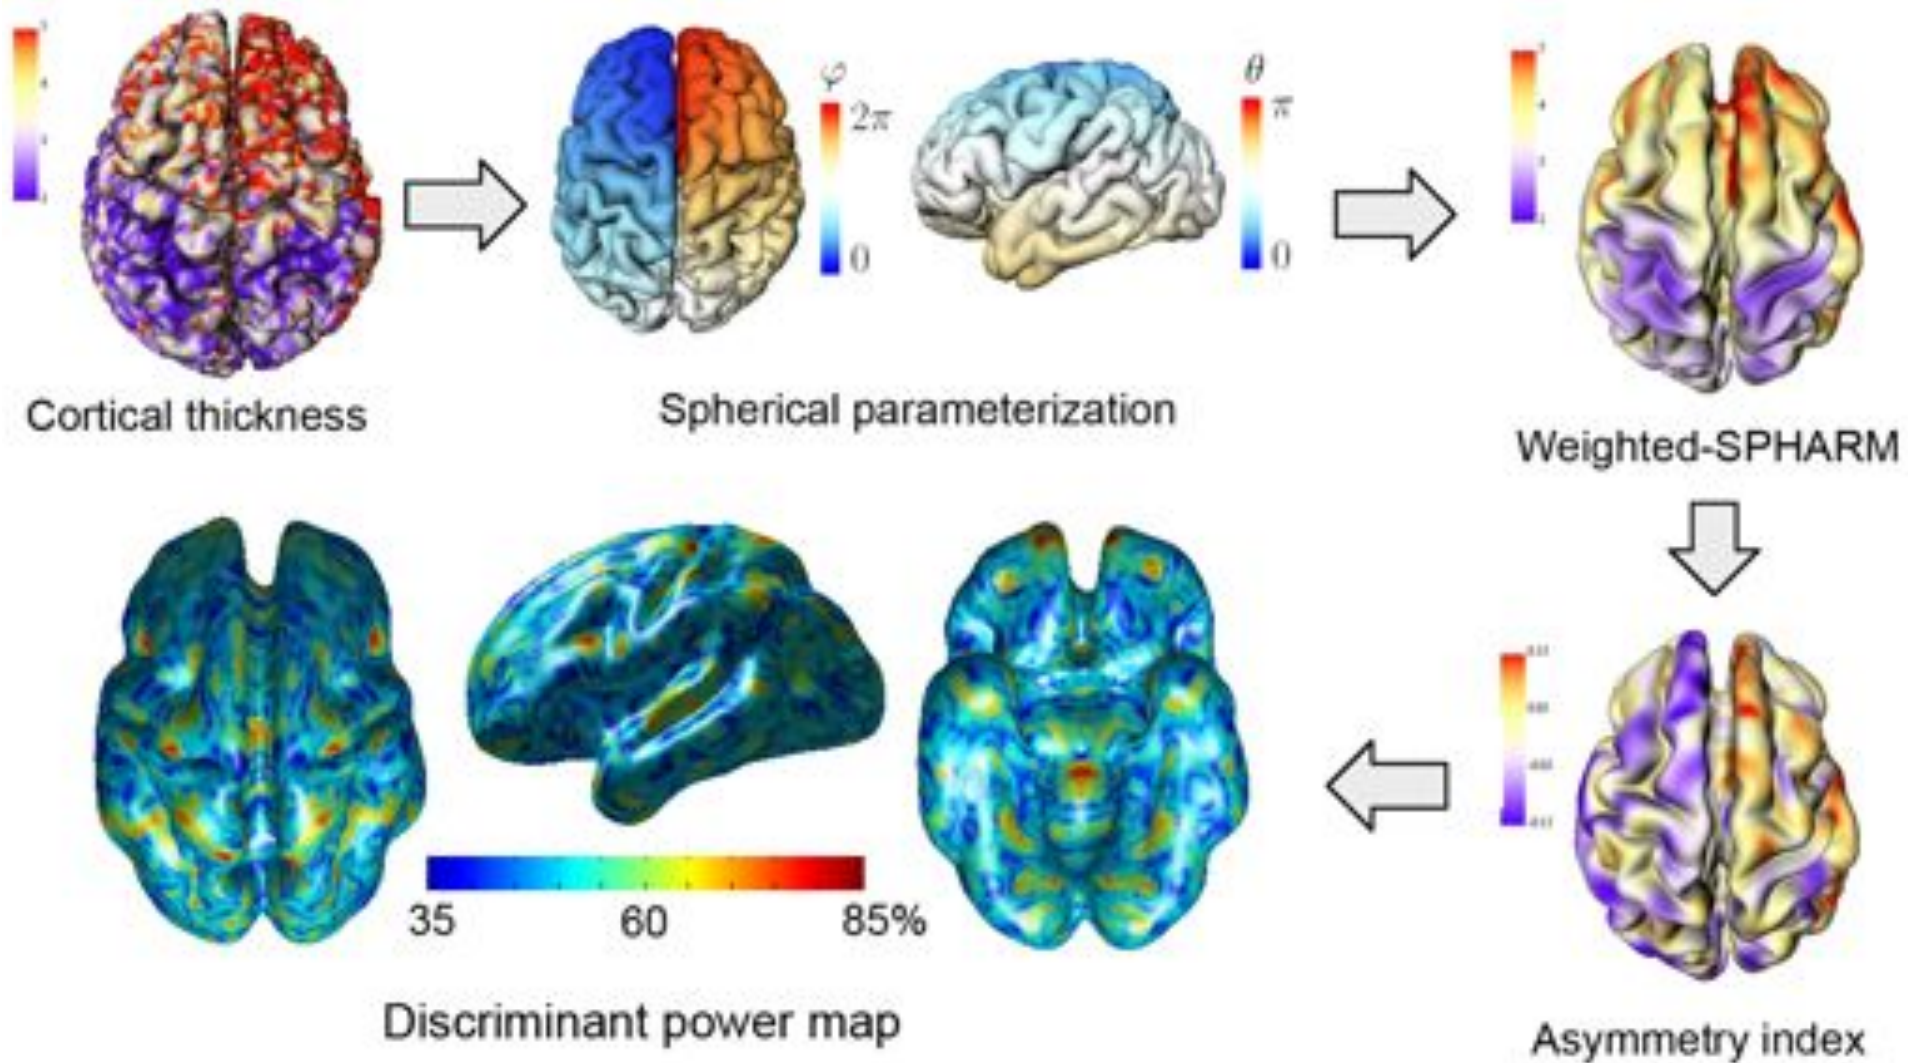 φ
2π
0
θ
π
0
Cortical thickness
Spherical parameterization
Weighted-SPHARM
35
60
85%
Discriminant power map
Asymmetry index